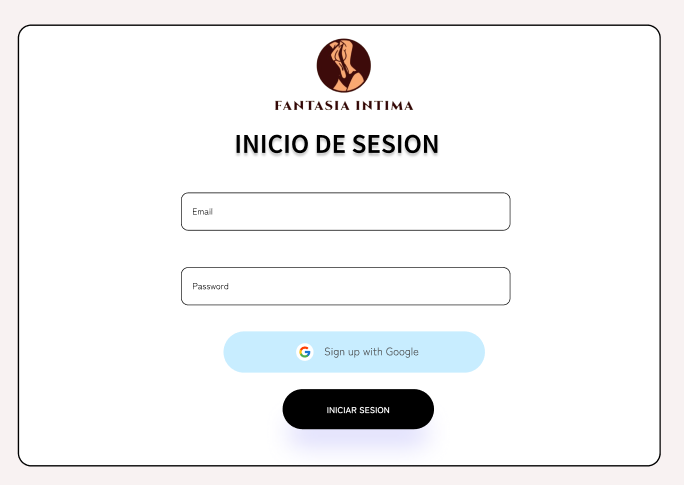 FANTASIA INTIMA
INICIO DE SESION
Email
Password
Sign up with Google
INICIAR SESION